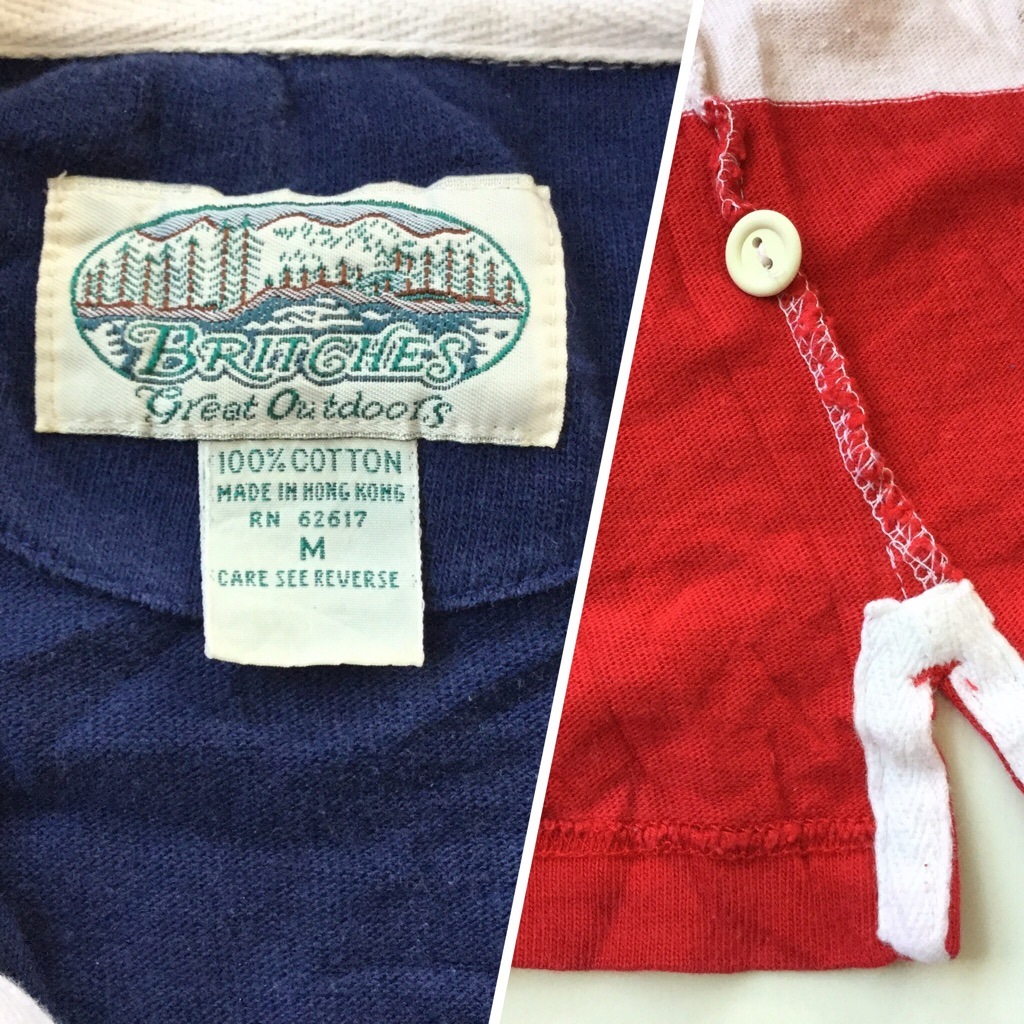 BRITCHES
Great Outdoors
100% COTTON
MADE IN HONG KONG
RN 62617
M
CARE SEE REVERSE